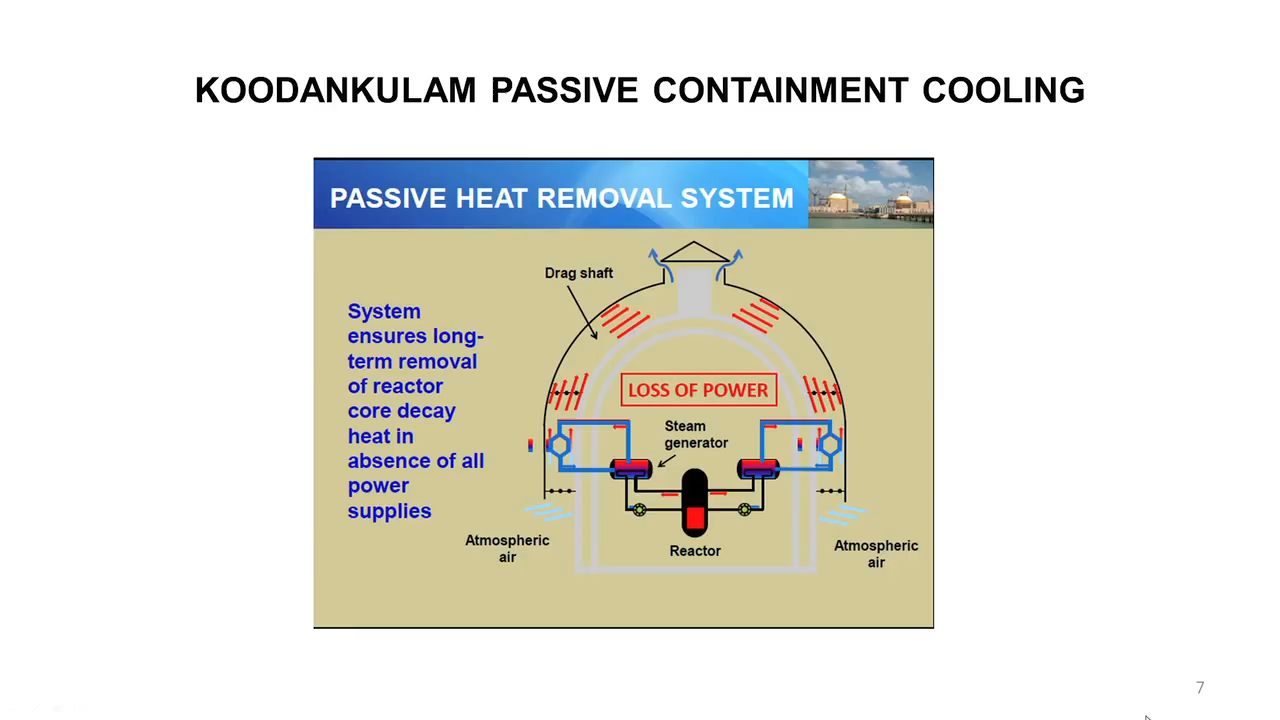 KOODANKULAM PASSIVE CONTAINMENT COOLING
PASSIVE HEAT REMOVAL SYSTEM
Drag shaft
System
ensures long-
term removal
of reactor
core decay
heat in
absence of all
power
supplies
LOSS OF POWER
Steam
generator
Reactor
Atmospheric
air
Atmospheric
air
7